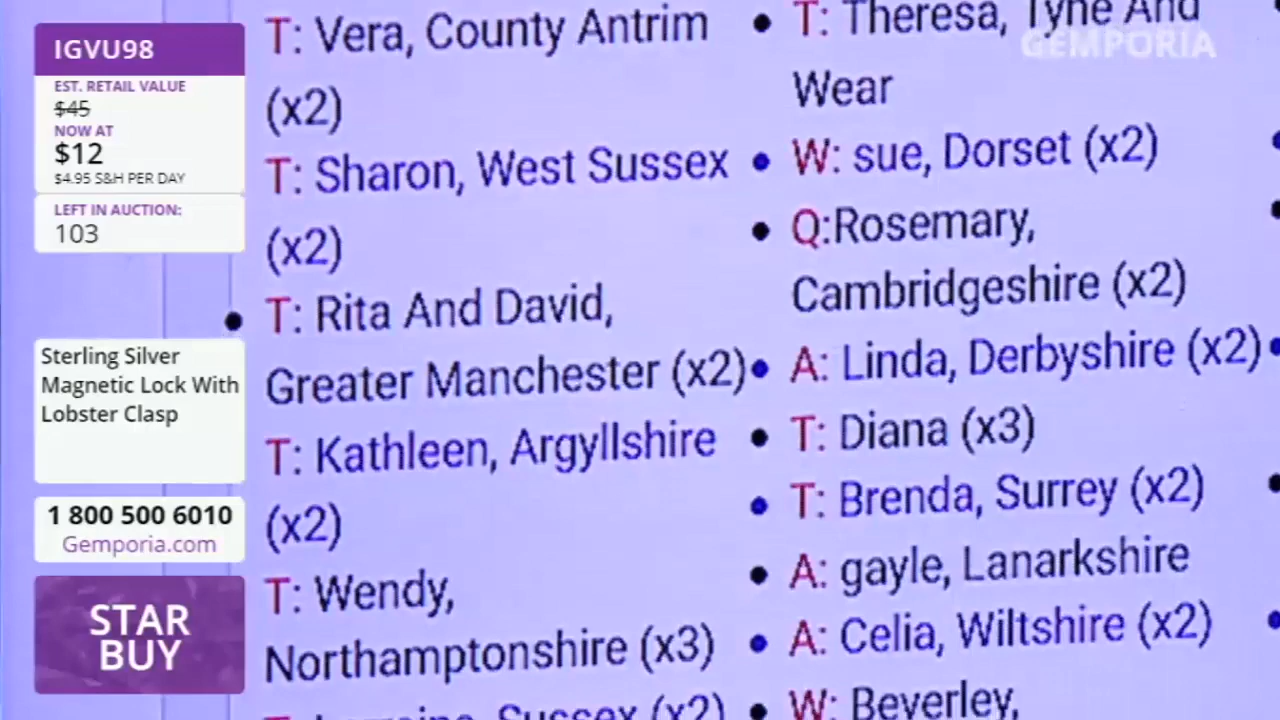 IGVU98
EST. RETAIL VALUE
$45
NOW AT
$12
$4.95 S&H PER DAY
LEFT IN AUCTION:
103
Sterling Silver
Magnetic Lock With
Lobster Clasp
1 800 500 6010
Gemporia.com
STAR
BUY
T: Vera, County Antrim
(x2)
T: Sharon, West Sussex
(x2)
T: Rita And David,
Greater Manchester (x2)
T: Kathleen, Argyllshire
(x2)
T: Wendy,
Northamptonshire (x3)
T: Lorraine, Sussex (x2)
T: Theresa, Tyne And
Wear
W: sue, Dorset (x2)
Q:Rosemary,
Cambridgeshire (x2)
A: Linda, Derbyshire (x2)
T: Diana (x3)
T: Brenda, Surrey (x2)
A: gayle, Lanarkshire
A: Celia, Wiltshire (x2)
W: Beverley,
GEMPORIA